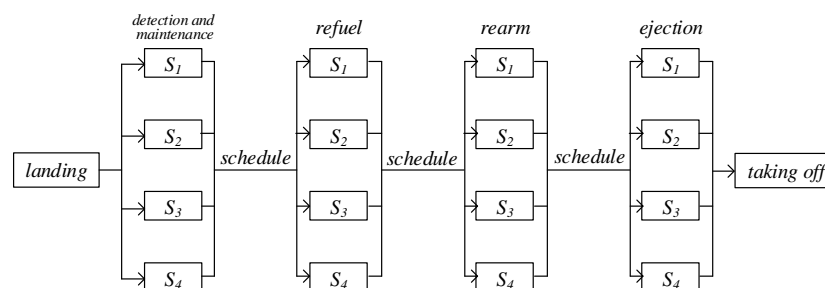 detection and
maintenance
refuel
rearm
ejection
S1 S1 S1 S1
S2 S2 S2 S2
landing schedule schedule schedule taking off
S3 S3 S3 S3
S4 S4 S4 S4